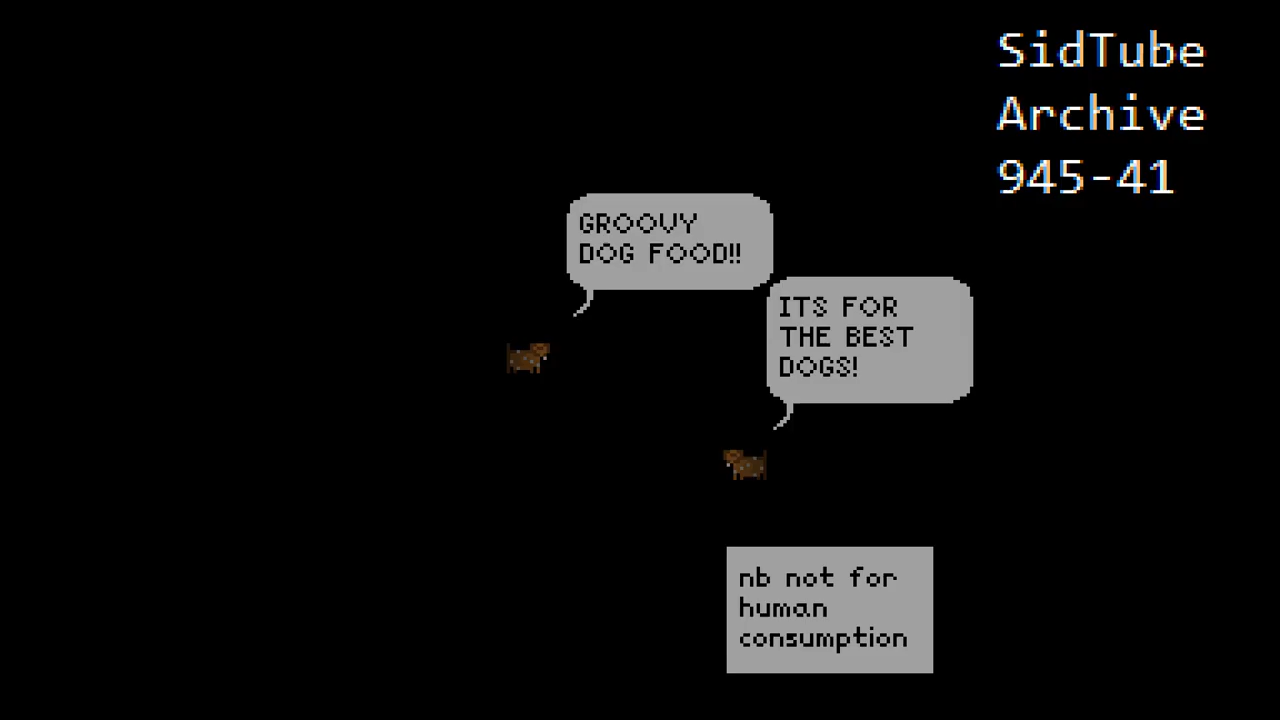 SidTube
Archive
945-41
GROOVY
DOG FOOD!!
ITS FOR
THE BEST
DOGS!
nb not for
human
consumption